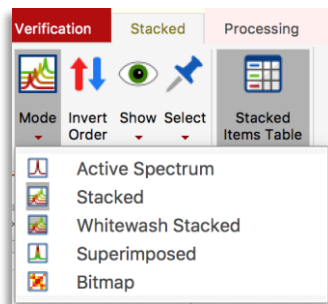 Verification Stacked Processing
Mode Invert Order Show Select Stacked Items Table
Active Spectrum
Stacked
Whitewash Stacked
Superimposed
Bitmap